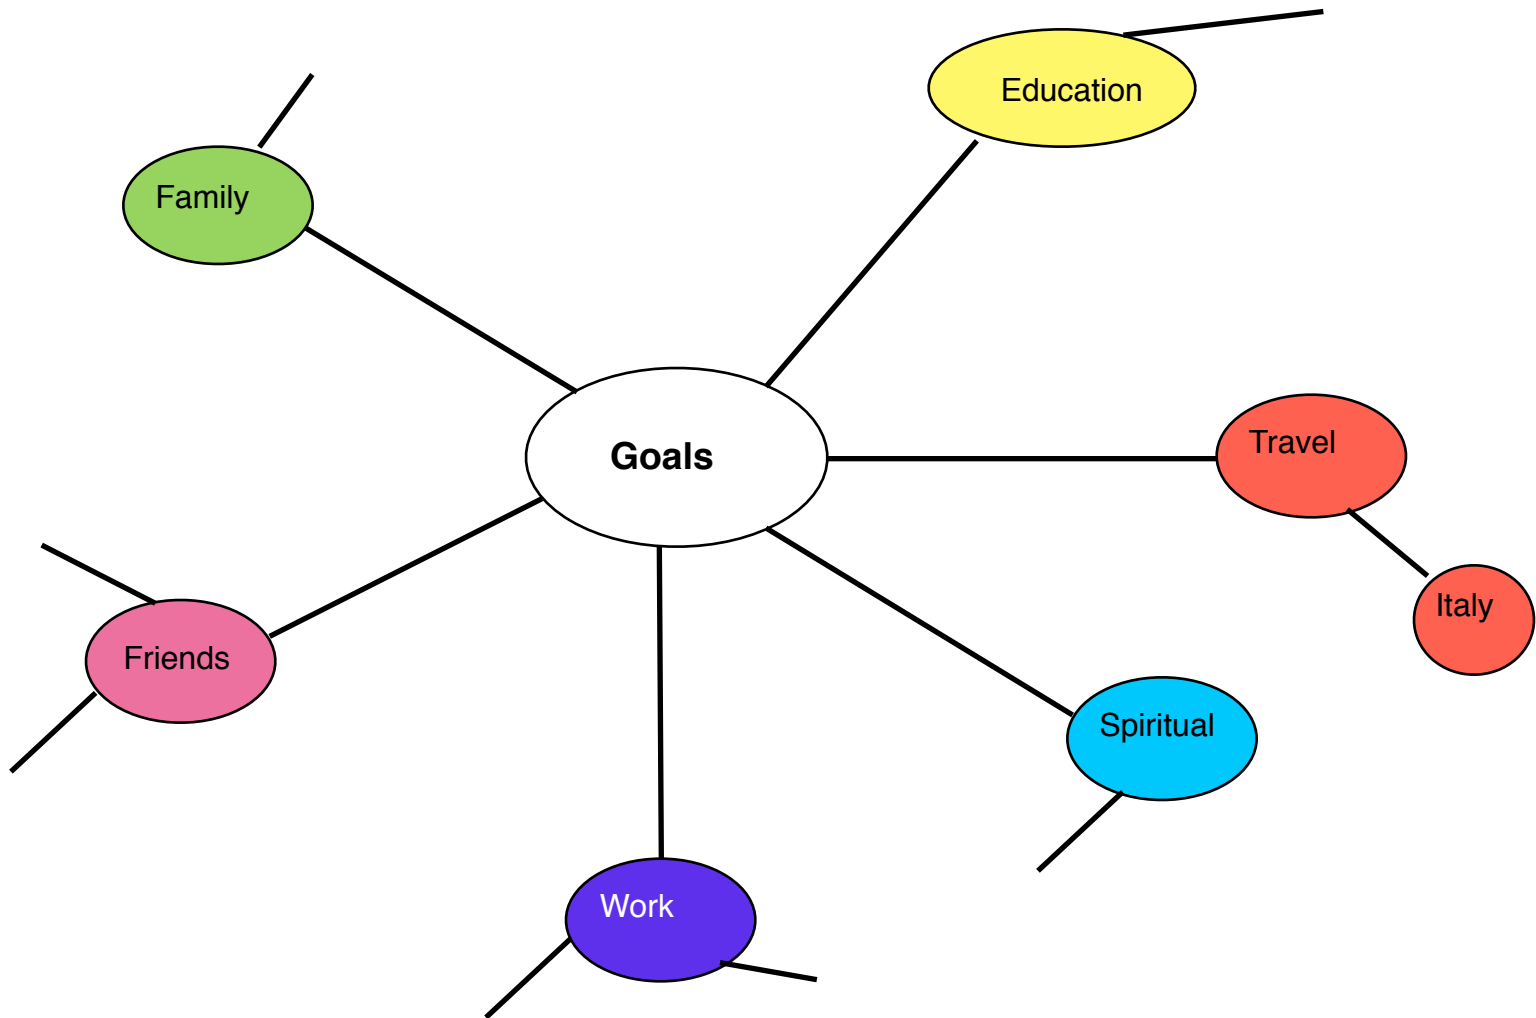 Education
Family
Goals
Travel
Italy
Friends
Spiritual
Work